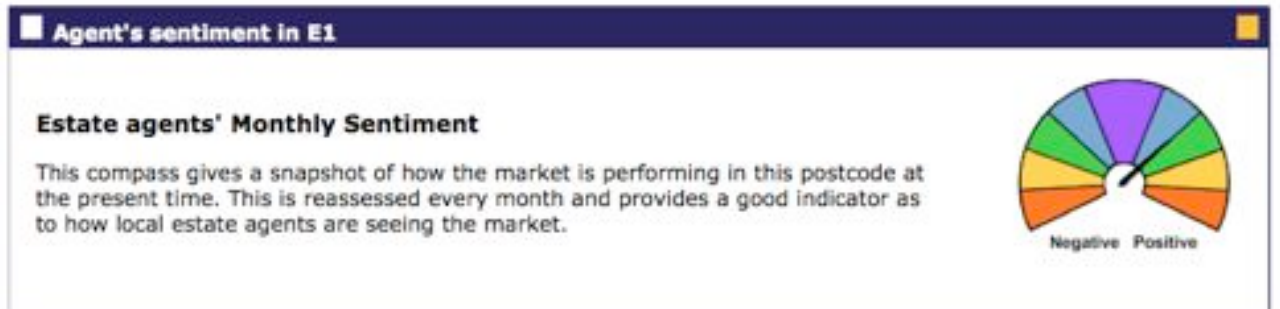 Agent's sentiment in E1
Estate agents' Monthly Sentiment
This compass gives a snapshot of how the market is performing in this postcode at
the present time. This is reassessed every month and provides a good indicator as
to how local estate agents are seeing the market.
Negative Positive